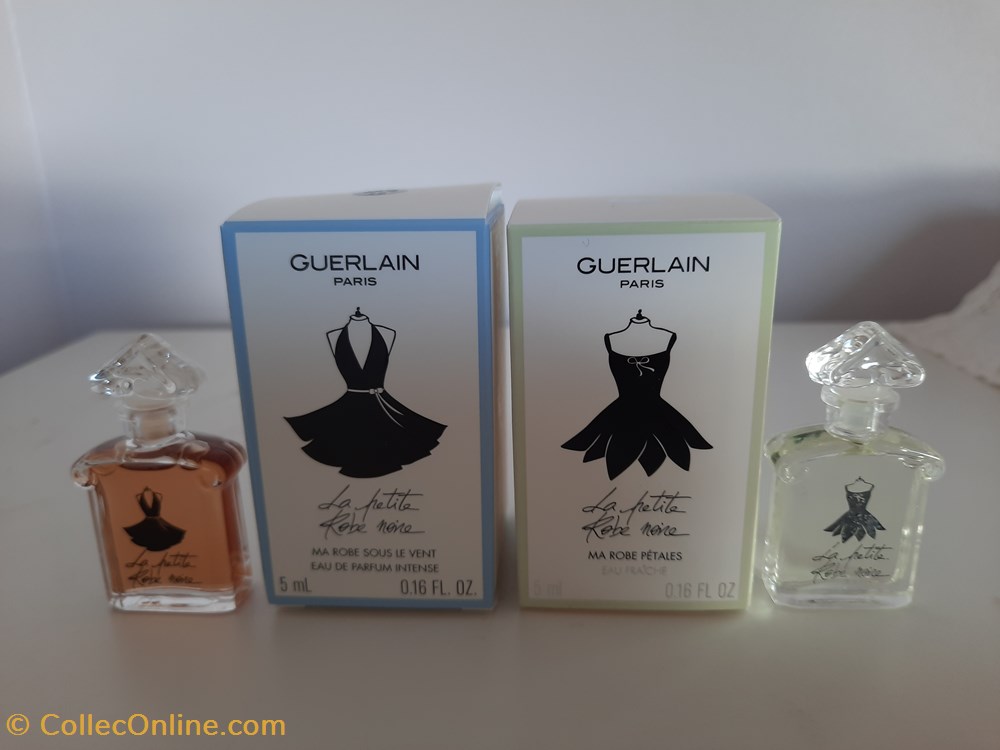 GUERLAIN
PARIS
La petite
Robe noire
MA ROBE SOUS LE VENT
EAU DE PARFUM INTENSE
5 mL 0.16 FL. OZ.
GUERLAIN
PARIS
La petite
Robe noire
MA ROBE PÉTALES
EAU FRAÎCHE
5 ml 0.16 FL. OZ
La petite
Robe noire
La petite
Robe noire
© CollecOnline.com